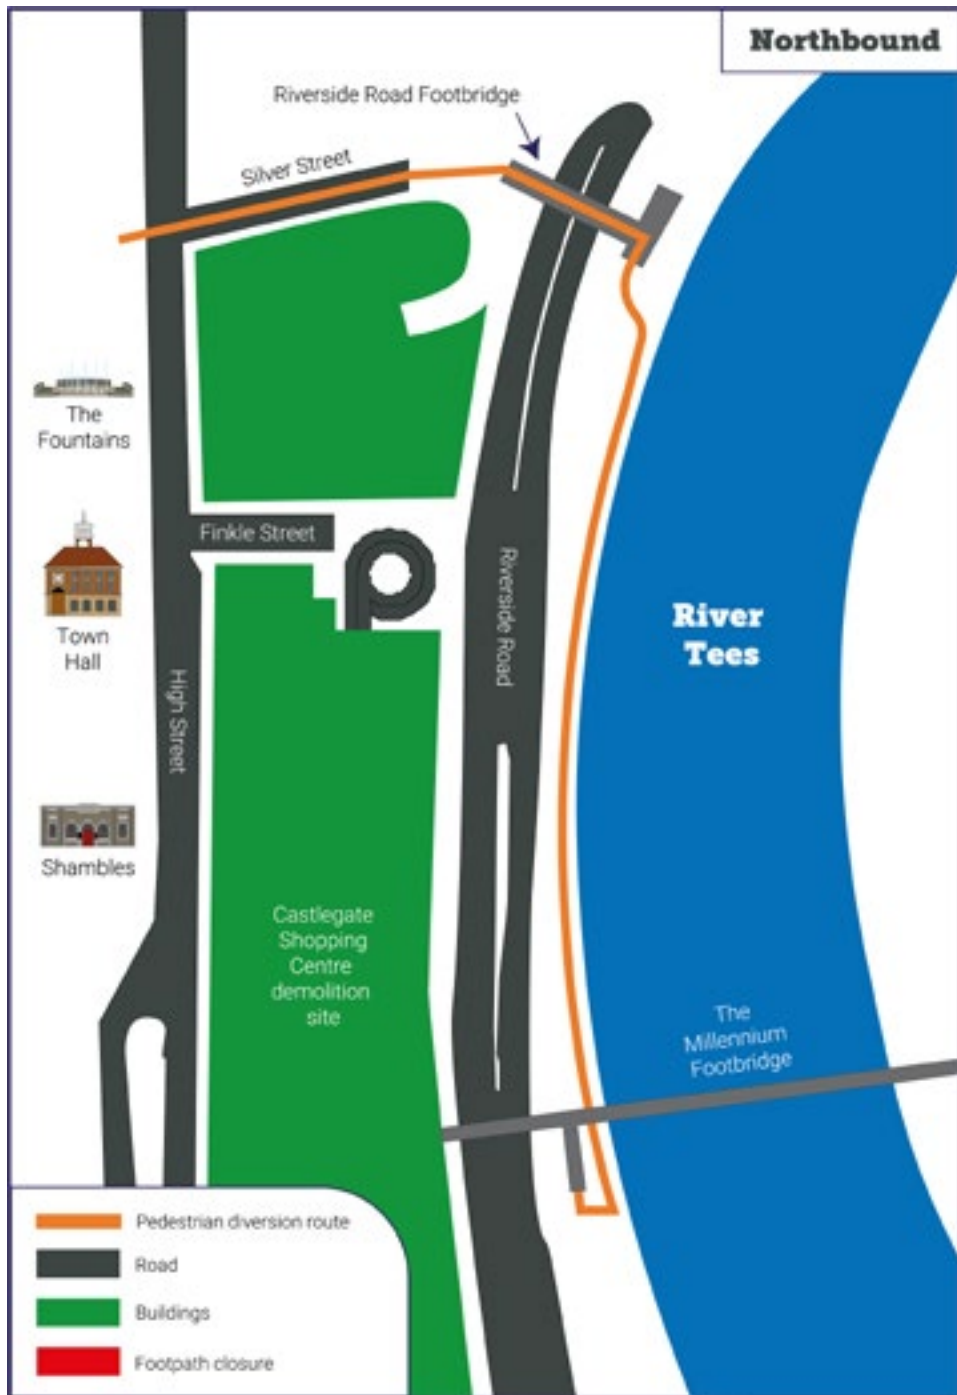 Northbound
Riverside Road Footbridge
Silver Street
The
Fountains
Finkle Street
Riverside Road
River
Tees
Town
Hall
High Street
Shambles
Castlegate
Shopping
Centre
demolition
site
The
Millennium
Footbridge
Pedestrian diversion route
Road
Buildings
Footpath closure